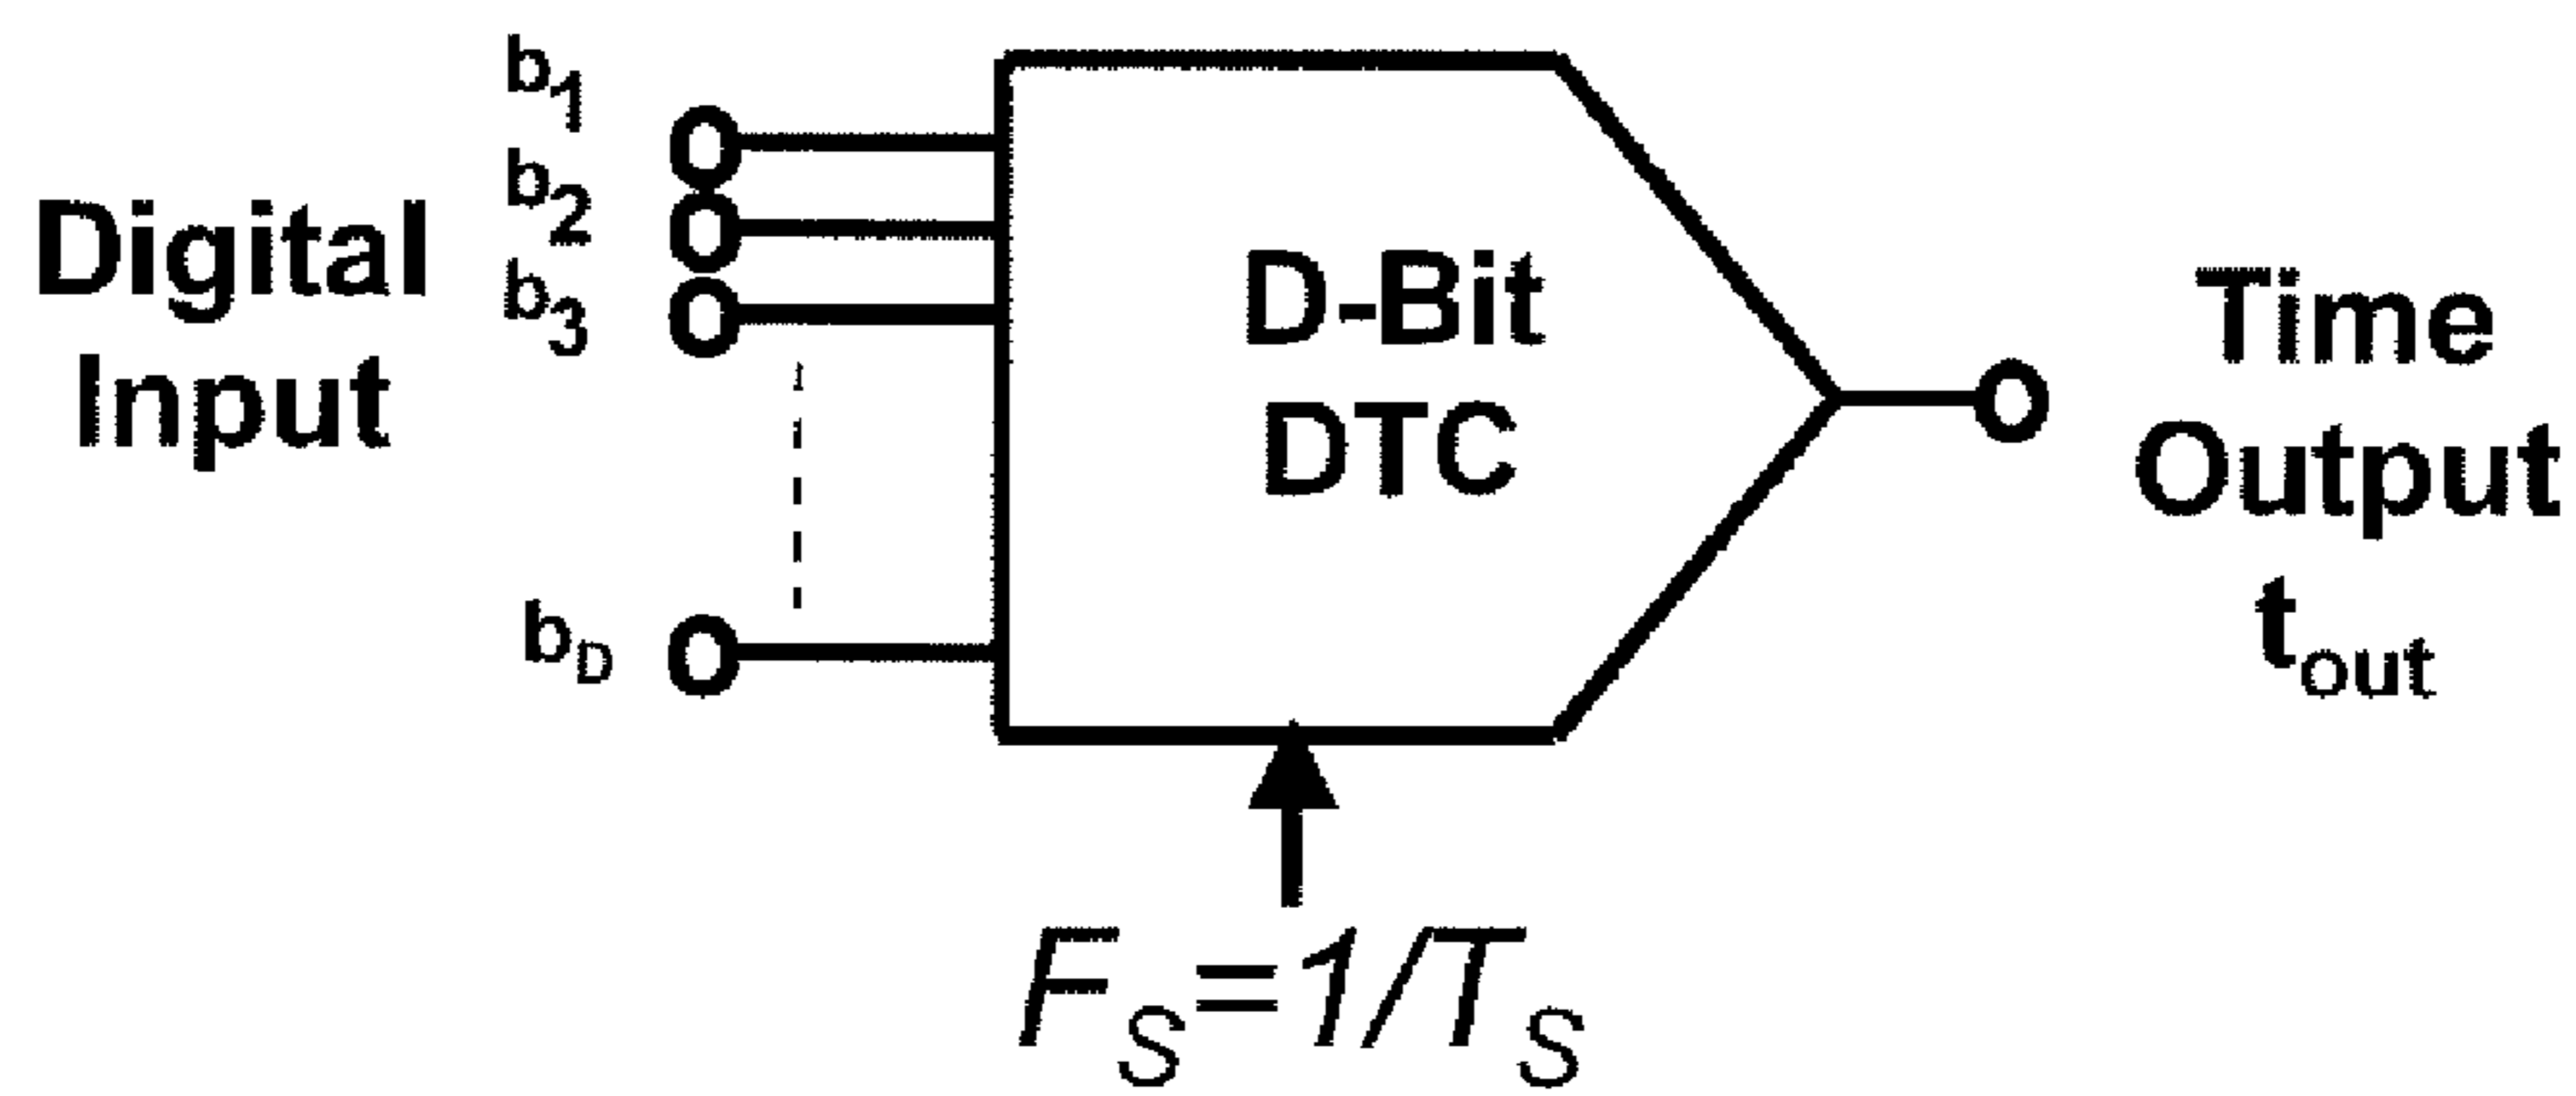 Digital
Input
b1
b2
b3
bD
D-Bit
DTC
FS=1/TS
Time
Output
tout